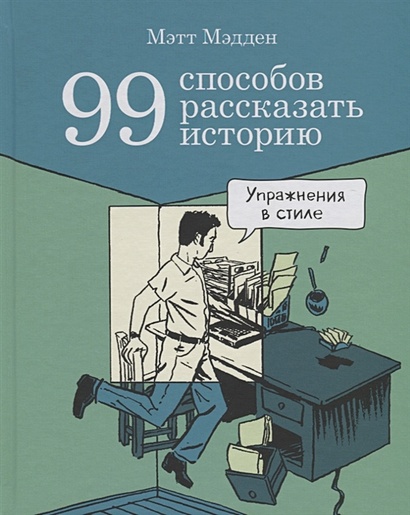 Мэтт Мэдден
99 способов
рассказать
историю
Упражнения
в стиле